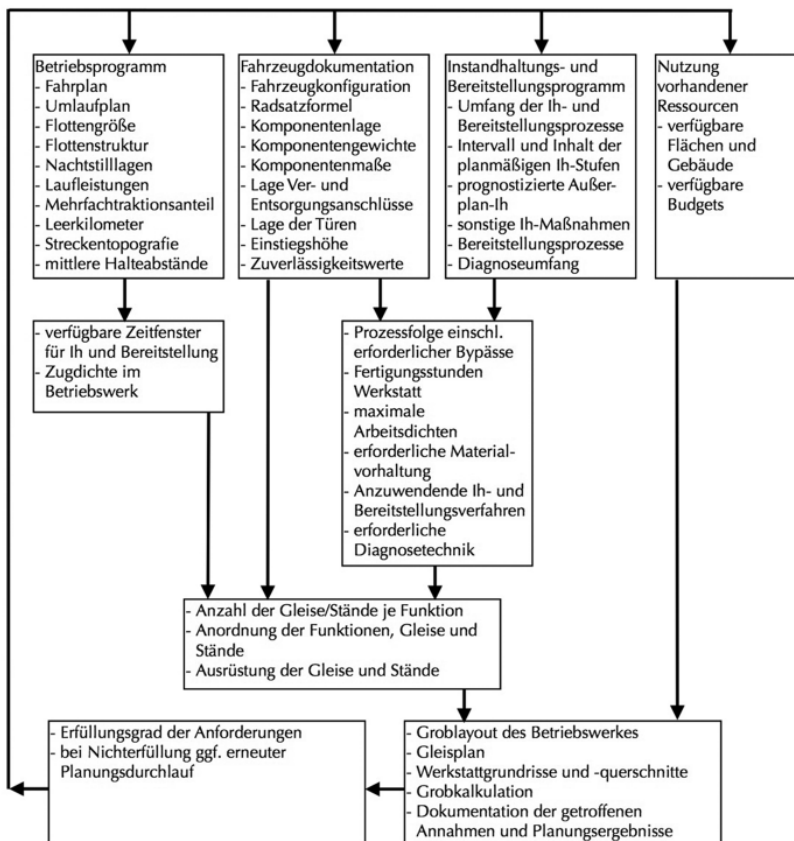 Betriebsprogramm
- Fahrplan
- Umlaufplan
- Flottengröße
- Flottenstruktur
- Nachtstilllagen
- Laufleistungen
- Mehrfachtraktionsanteil
- Leerkilometer
- Streckentopografie
- mittlere Halteabstände
Fahrzeugdokumentation
- Fahrzeugkonfiguration
- Radsatzformel
- Komponentenlage
- Komponentengewichte
- Komponentenmaße
- Lage Ver- und
Entsorgungsanschlüsse
- Lage der Türen
- Einstiegshöhe
- Zuverlässigkeitswerte
Instandhaltungs- und
Bereitstellungsprogramm
- Umfang der Ih- und
Bereitstellungsprozesse
- Intervall und Inhalt der
planmäßigen Ih-Stufen
- prognostizierte Außer-
plan-Ih
- sonstige Ih-Maßnahmen
- Bereitstellungsprozesse
- Diagnoseumfang
Nutzung
vorhandener
Ressourcen
- verfügbare
Flächen und
Gebäude
- verfügbare
Budgets
- verfügbare Zeitfenster
für Ih und Bereitstellung
- Zugdichte im
Betriebswerk
- Prozessfolge einschl.
erforderlicher Bypässe
- Fertigungsstunden
Werkstatt
- maximale
Arbeitsdichten
- erforderliche Material-
vorhaltung
- Anzuwendende Ih- und
Bereitstellungsverfahren
- erforderliche
Diagnosetechnik
- Anzahl der Gleise/Stände je Funktion
- Anordnung der Funktionen, Gleise und
Stände
- Ausrüstung der Gleise und Stände
- Erfüllungsgrad der Anforderungen
- bei Nichterfüllung ggf. erneuter
Planungsdurchlauf
- Groblayout des Betriebswerkes
- Gleisplan
- Werkstattgrundrisse und -querschnitte
- Grobkalkulation
- Dokumentation der getroffenen
Annahmen und Planungsergebnisse